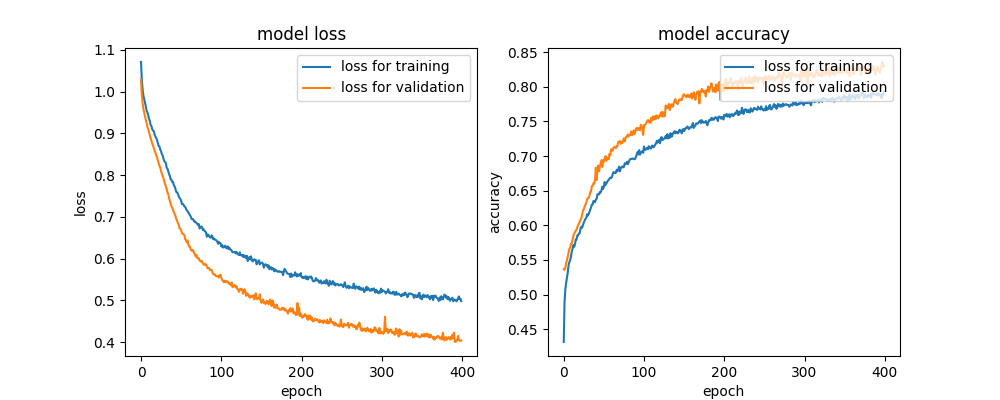 model loss
1.1
1.0
0.9
0.8
0.7
0.6
0.5
0.4
loss
0
100
200
300
400
epoch
loss for training
loss for validation
model accuracy
0.85
0.80
0.75
0.70
0.65
0.60
0.55
0.50
0.45
accuracy
0
100
200
300
400
epoch
loss for training
loss for validation